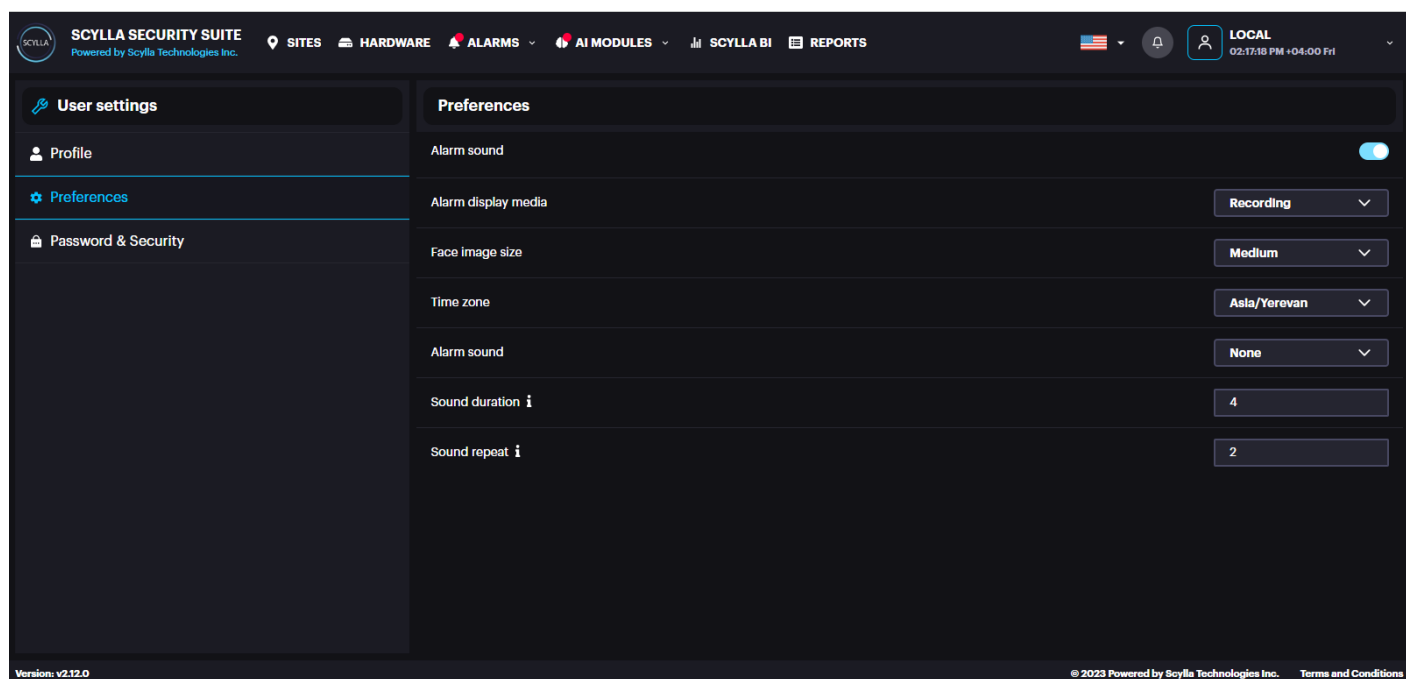 SCYLLA
SCYLLA SECURITY SUITE
Powered by Scylla Technologies Inc.
SITES HARDWARE ALARMS AI MODULES SCYLLA BI REPORTS
LOCAL
02:17:18 PM +04:00 Fri
User settings
Profile
Preferences
Password & Security
Preferences
Alarm sound
Alarm display media Recording
Face image size Medium
Time zone Asia/Yerevan
Alarm sound None
Sound duration 4
Sound repeat 2
Version: v2.12.0 © 2023 Powered by Scylla Technologies Inc. Terms and Conditions